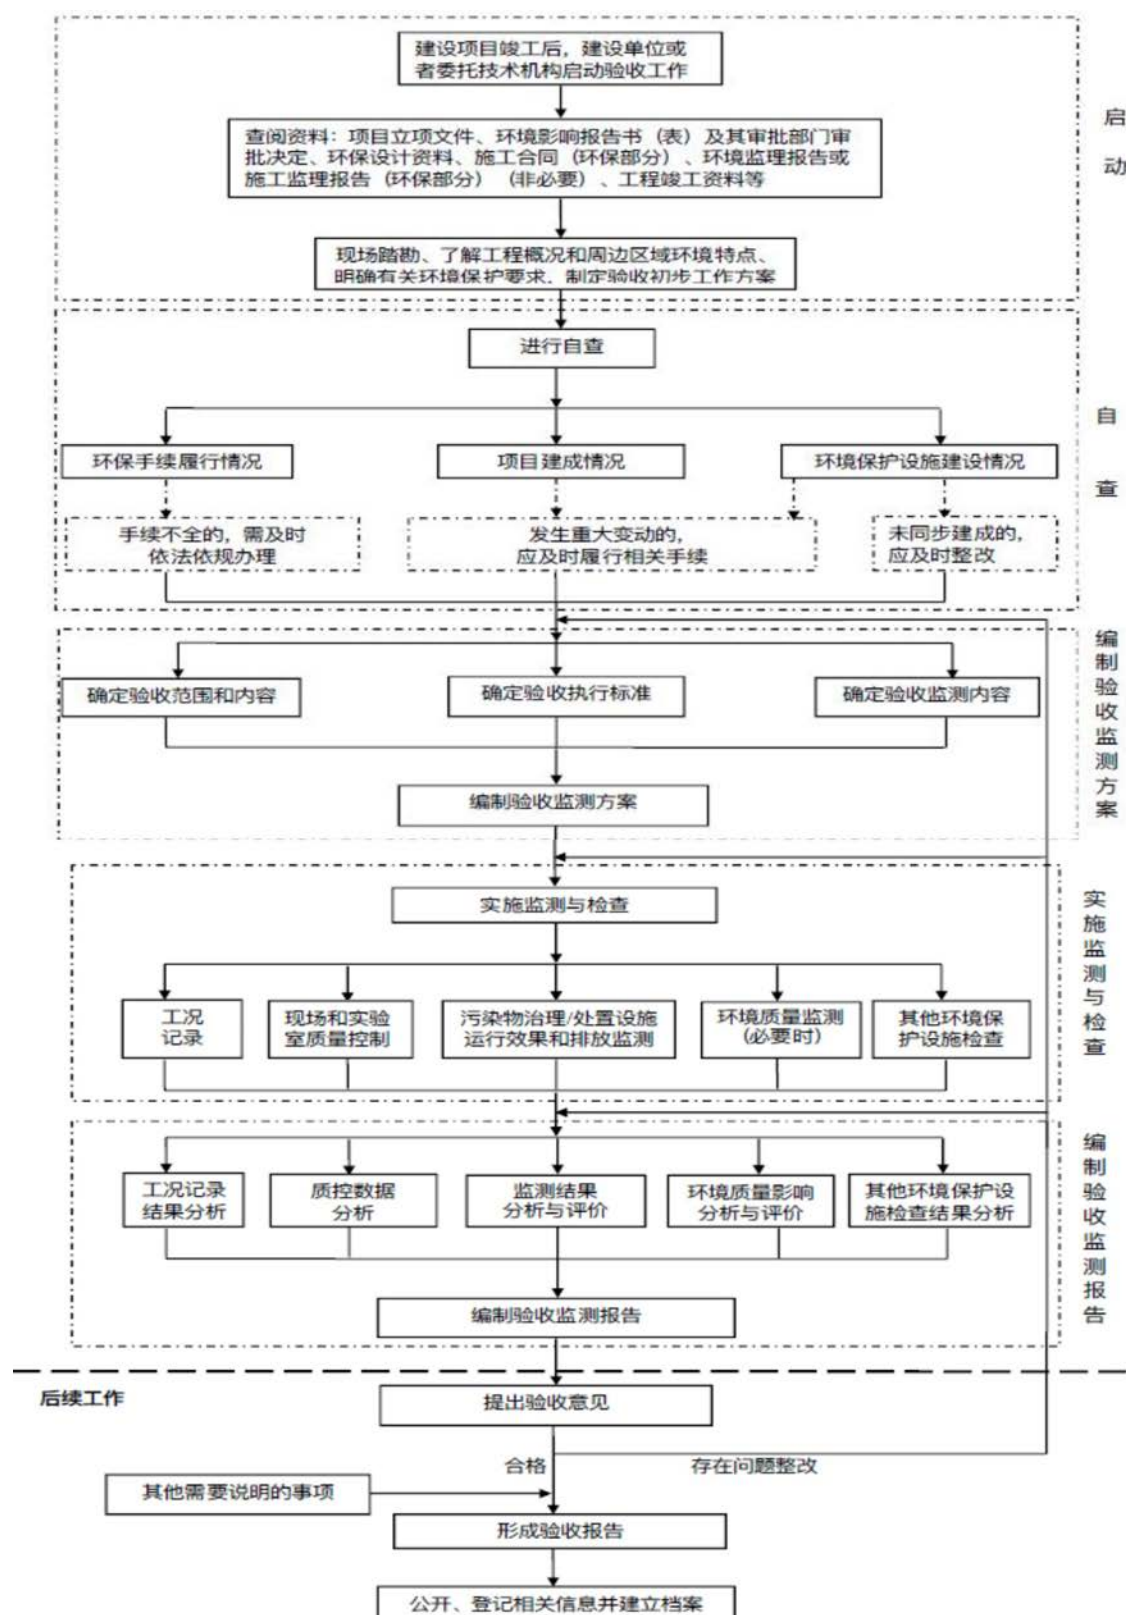 建设项目竣工后，建设单位或
者委托技术机构启动验收工作
查阅资料：项目立项文件、环境影响报告书（表）及其审批部门审
批决定、环保设计资料、施工合同（环保部分）、环境监理报告或
施工监理报告（环保部分）（非必要）、工程竣工资料等
现场踏勘、了解工程概况和周边区域环境特点、
明确有关环境保护要求，制定验收初步工作方案
启
动
进行自查
环保手续履行情况
项目建成情况
环境保护设施建设情况
手续不全的，需及时
依法依规办理
发生重大变动的，
应及时履行相关手续
未同步建成的，
应及时整改
自
查
确定验收范围和内容
确定验收执行标准
确定验收监测内容
编制验收监测方案
编
制
验
收
监
测
方
案
实施监测与检查
工况
记录
现场和实验
室质量控制
污染物治理/处置设施
运行效果和排放监测
环境质量监测
(必要时)
其他环境保
护设施检查
实
施
监
测
与
检
查
工况记录
结果分析
质控数据
分析
监测结果
分析与评价
环境质量影响
分析与评价
其他环境保护设
施检查结果分析
编制验收监测报告
编
制
验
收
监
测
报
告
后续工作
提出验收意见
合格
存在问题整改
其他需要说明的事项
形成验收报告
公开、登记相关信息并建立档案